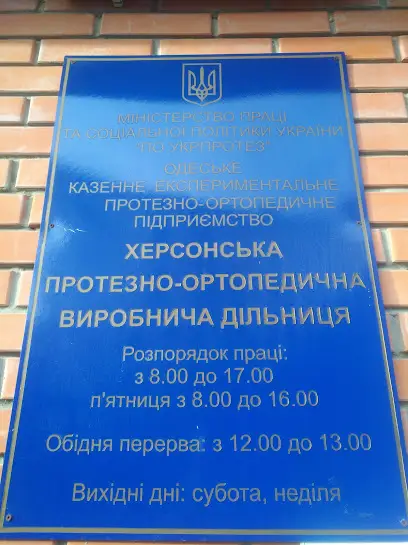 МІНІСТЕРСТВО ПРАЦІ
ТА СОЦІАЛЬНОЇ ПОЛІТИКИ УКРАЇНИ
"ПО УКРПРОТЕЗ"
ОДЕСЬКЕ
КАЗЕННЕ ЕКСПЕРИМЕНТАЛЬНЕ
ПРОТЕЗНО-ОРТОПЕДИЧНЕ
ПІДПРИЄМСТВО
ХЕРСОНСЬКА
ПРОТЕЗНО-ОРТОПЕДИЧНА
ВИРОБНИЧА ДІЛЬНИЦЯ
Розпорядок праці:
з 8.00 до 17.00
п'ятниця з 8.00 до 16.00
Обідня перерва: з 12.00 до 13.00
Вихідні дні: субота, неділя